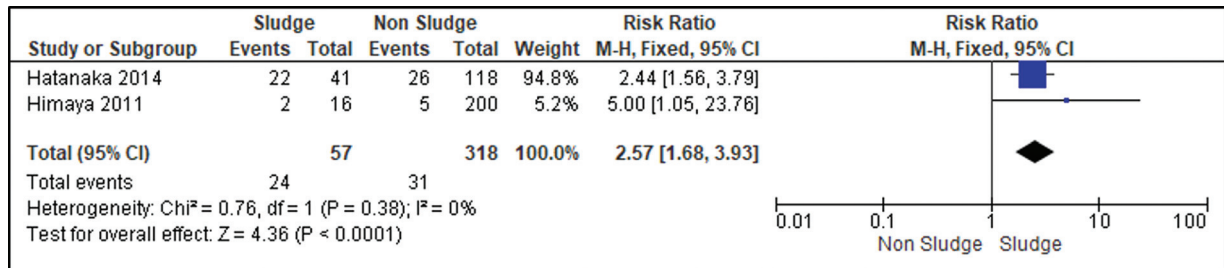 Sludge Non Sludge Risk Ratio Risk Ratio
Study or Subgroup Events Total Events Total Weight M-H, Fixed, 95% CI M-H, Fixed, 95% CI
Hatanaka 2014 22 41 26 118 94.8% 2.44 [1.56, 3.79]
Himaya 2011 2 16 5 200 5.2% 5.00 [1.05, 23.76]
Total (95% CI) 57 318 100.0% 2.57 [1.68, 3.93]
Total events 24 31
Heterogeneity: Chi² = 0.76, df = 1 (P = 0.38); I² = 0%
Test for overall effect: Z = 4.36 (P < 0.0001)
0.01 0.1 1 10 100
Non Sludge Sludge